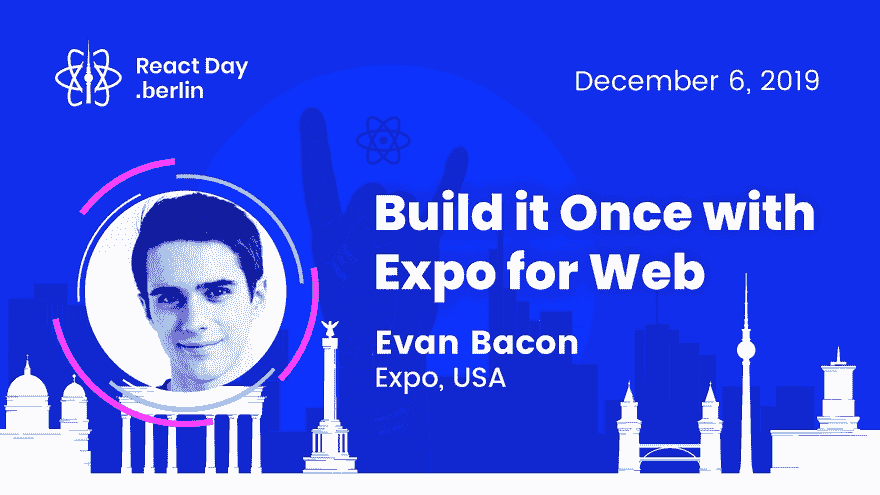 React Day
.berlin
December 6, 2019
Build it Once with
Expo for Web
Evan Bacon
Expo, USA